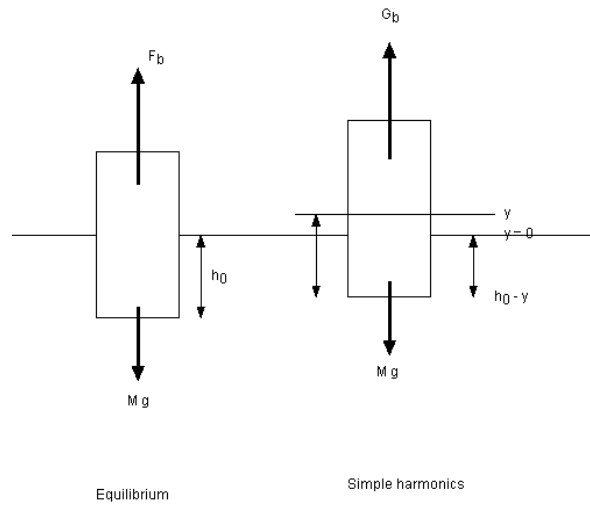 Fb
Gb
y
y = 0
h0
h0 - y
M g
M g
Equilibrium
Simple harmonics